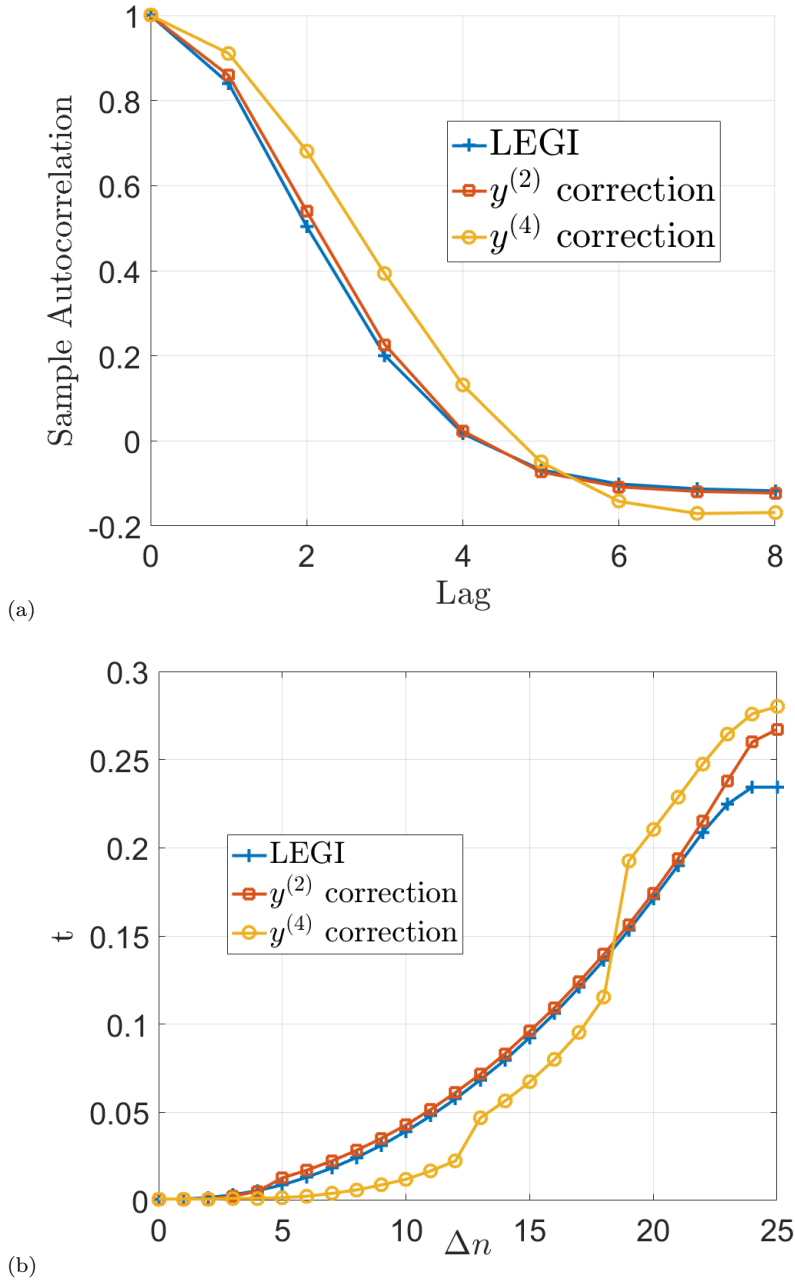 1
0.8
0.6
0.4
0.2
0
-0.2
Sample Autocorrelation
LEGI
y(2) correction
y(4) correction
0 2 4 6 8
Lag
(a)
0.3
0.25
0.2
0.15
0.1
0.05
0
t
LEGI
y(2) correction
y(4) correction
0 5 10 15 20 25
Δn
(b)